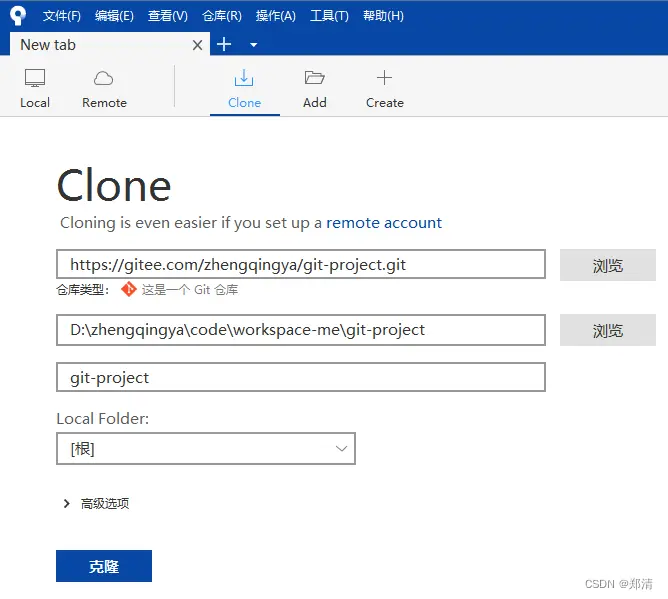 文件(F) 编辑(E) 查看(V) 仓库(R) 操作(A) 工具(T) 帮助(H)
New tab
Local Remote Clone Add Create
Clone
Cloning is even easier if you set up a remote account
https://gitee.com/zhengqingya/git-project.git 浏览
仓库类型: 这是一个 Git 仓库
D:\zhengqingya\code\workspace-me\git-project 浏览
git-project
Local Folder:
[根]
高级选项
克隆
CSDN @郑清